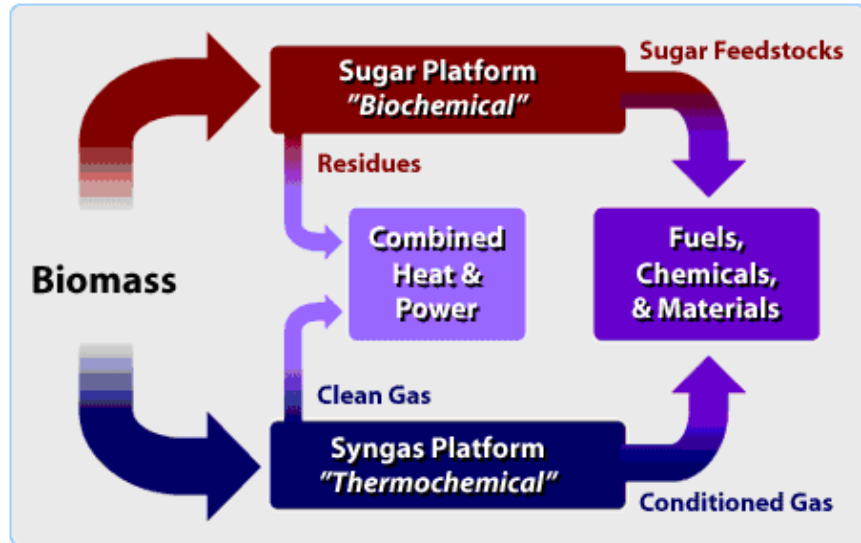 Sugar Feedstocks
Sugar Platform
"Biochemical"
Residues
Combined
Heat &
Power
Fuels,
Chemicals,
& Materials
Biomass
Clean Gas
Syngas Platform
"Thermochemical"
Conditioned Gas